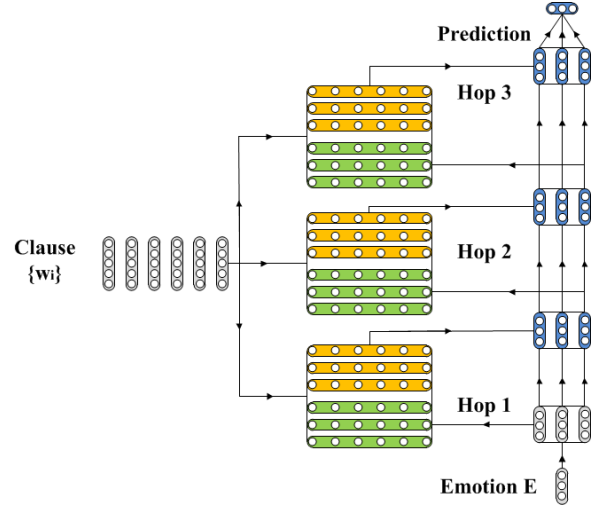 Prediction
Hop 3
Clause
{wi}
Hop 2
Hop 1
Emotion E